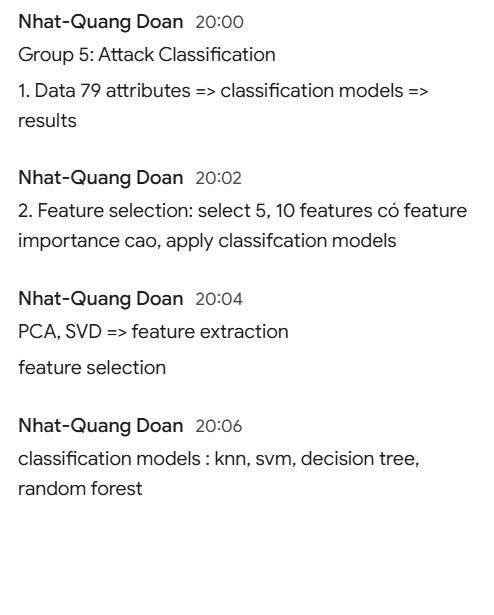 Nhat-Quang Doan 20:00
Group 5: Attack Classification
1. Data 79 attributes => classification models =>
results
Nhat-Quang Doan 20:02
2. Feature selection: select 5, 10 features có feature
importance cao, apply classifcation models
Nhat-Quang Doan 20:04
PCA, SVD => feature extraction
feature selection
Nhat-Quang Doan 20:06
classification models : knn, svm, decision tree,
random forest